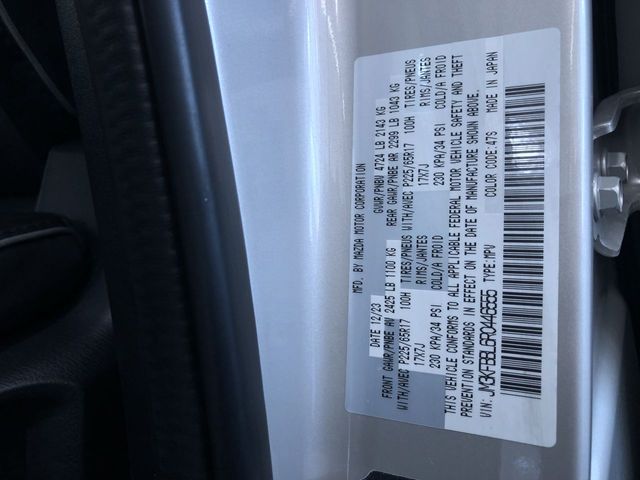 MFD. BY MAZDA MOTOR CORPORATION
DATE 12/23 GVWR/PNBV 4724 LB 2143 KG
FRONT GAWR/PNBE AV 2425 LB 1100 KG REAR GAWR/PNBE AR 2299 LB 1043 KG
WITH/AVEC P225/65R17 100H TIRES/PNEUS WITH/AVEC P225/65R17 100H TIRES/PNEUS
17X7J RIMS/JANTES 17X7J RIMS/JANTES
230 KPA/34 PSI COLD/A FROID 230 KPA/34 PSI COLD/A FROID
THIS VEHICLE CONFORMS TO ALL APPLICABLE FEDERAL MOTOR VEHICLE SAFETY AND THEFT
PREVENTION STANDARDS IN EFFECT ON THE DATE OF MANUFACTURE SHOWN ABOVE.
VIN: JM3KFBBL6R0446555 TYPE:MPV COLOR CODE:47S MADE IN JAPAN